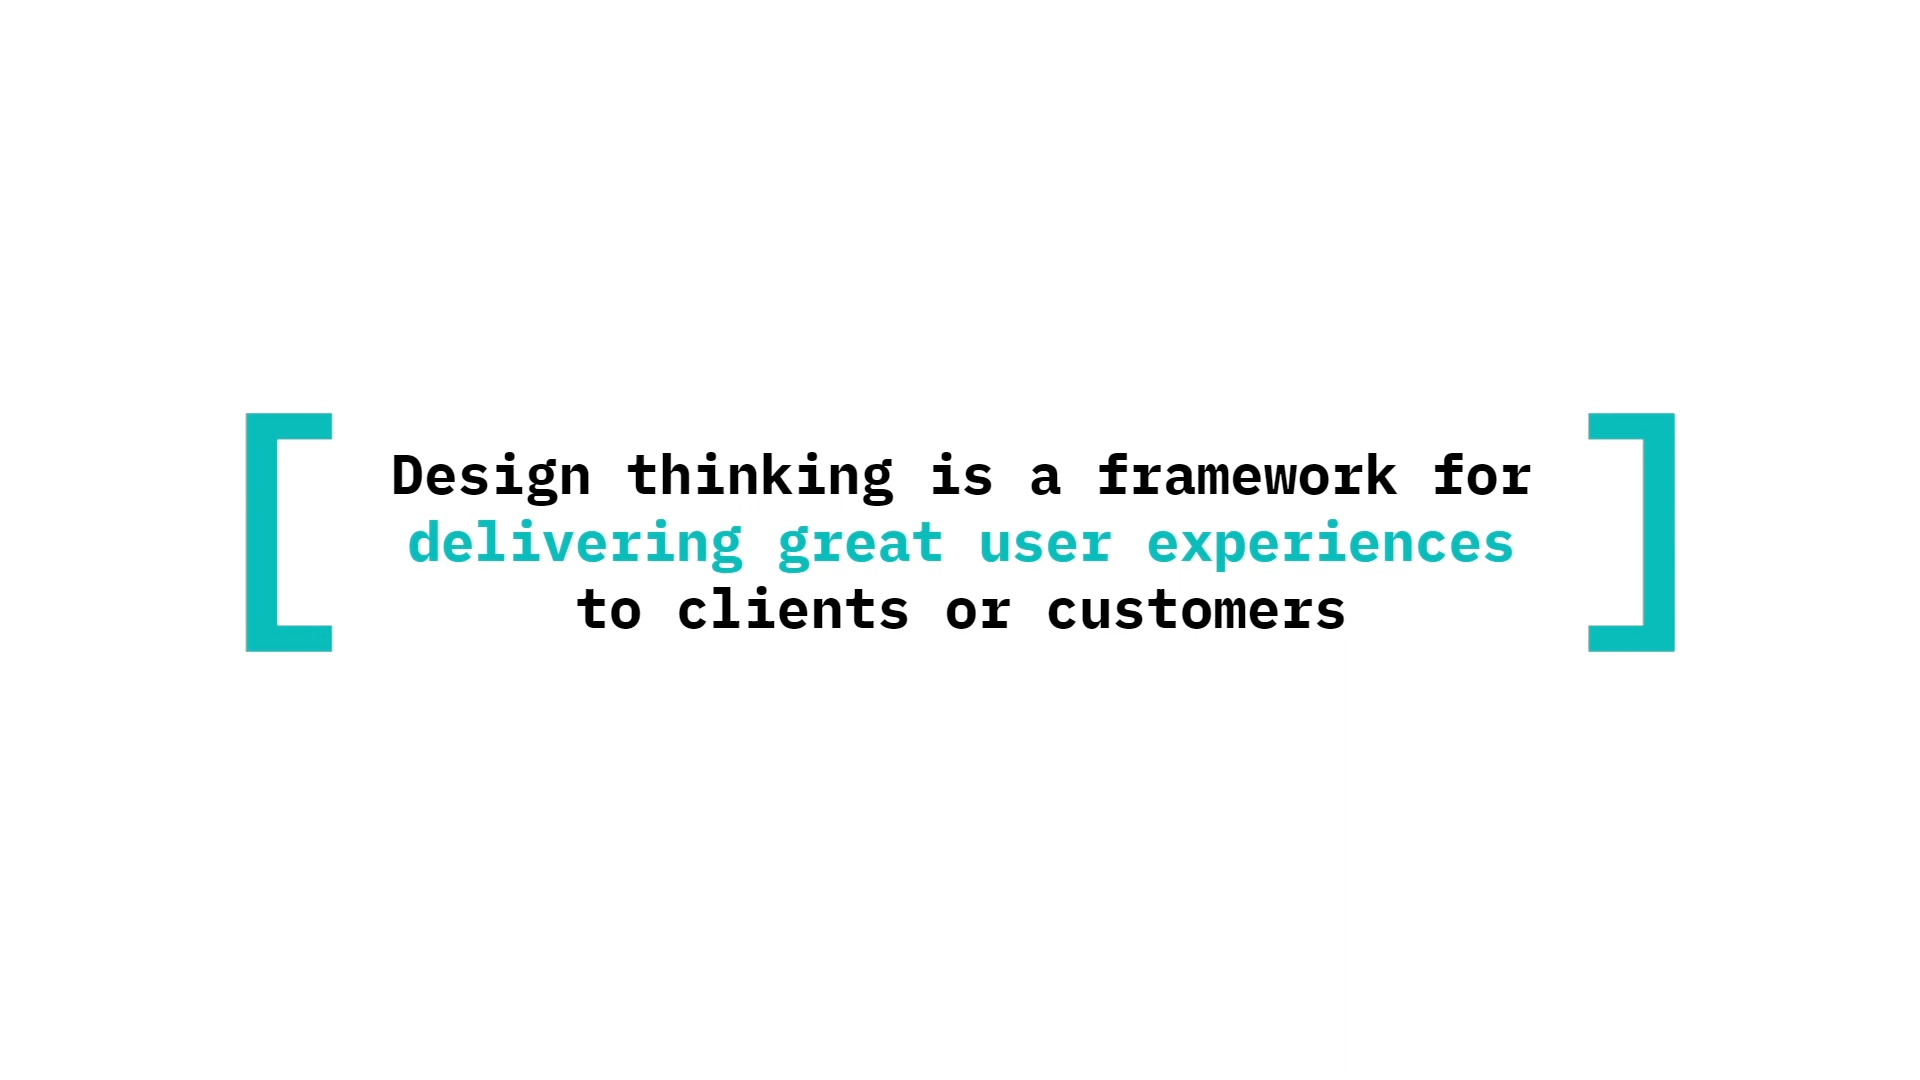 Design thinking is a framework for
delivering great user experiences
to clients or customers